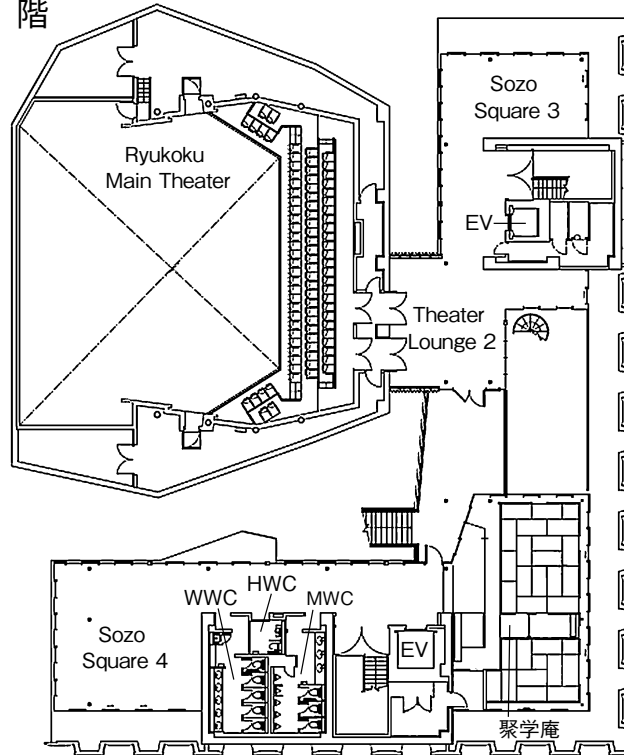 階
Sozo
Square 3
Ryukoku
Main Theater
EV
Theater
Lounge 2
HWC
WWC
MWC
Sozo
Square 4
EV
聚学庵